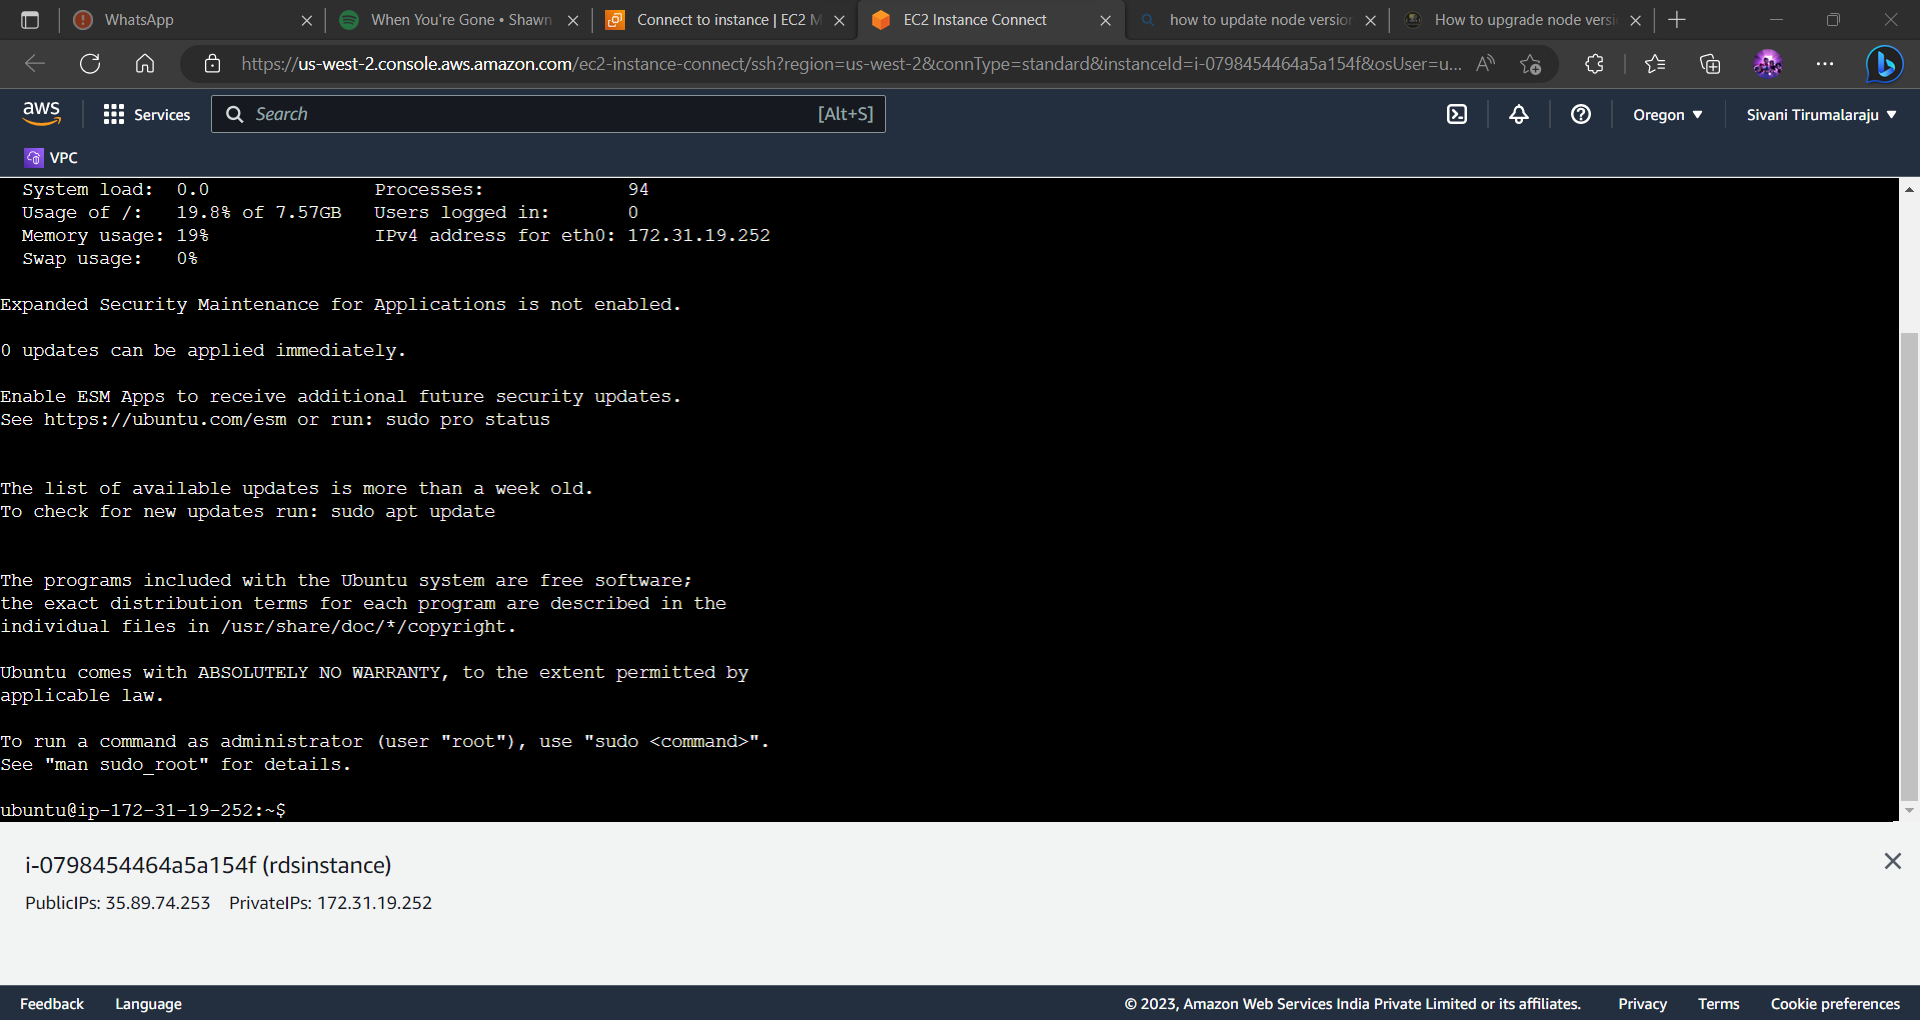 WhatsApp
When You're Gone • Shawn
Connect to instance | EC2 M
EC2 Instance Connect
how to update node version
How to upgrade node versi
https://us-west-2.console.aws.amazon.com/ec2-instance-connect/ssh?region=us-west-2&connType=standard&instanceId=i-0798454464a5a154f&osUser=u...
aws
Services
Search
[Alt+S]
Oregon
Sivani Tirumalaraju
VPC
System load: 0.0 Processes: 94
Usage of /: 19.8% of 7.57GB Users logged in: 0
Memory usage: 19% IPv4 address for eth0: 172.31.19.252
Swap usage: 0%
Expanded Security Maintenance for Applications is not enabled.
0 updates can be applied immediately.
Enable ESM Apps to receive additional future security updates.
See https://ubuntu.com/esm or run: sudo pro status
The list of available updates is more than a week old.
To check for new updates run: sudo apt update
The programs included with the Ubuntu system are free software;
the exact distribution terms for each program are described in the
individual files in /usr/share/doc/*/copyright.
Ubuntu comes with ABSOLUTELY NO WARRANTY, to the extent permitted by
applicable law.
To run a command as administrator (user "root"), use "sudo <command>".
See "man sudo_root" for details.
ubuntu@ip-172-31-19-252:~$
i-0798454464a5a154f (rdsinstance)
PublicIPs: 35.89.74.253 PrivateIPs: 172.31.19.252
Feedback Language © 2023, Amazon Web Services India Private Limited or its affiliates. Privacy Terms Cookie preferences